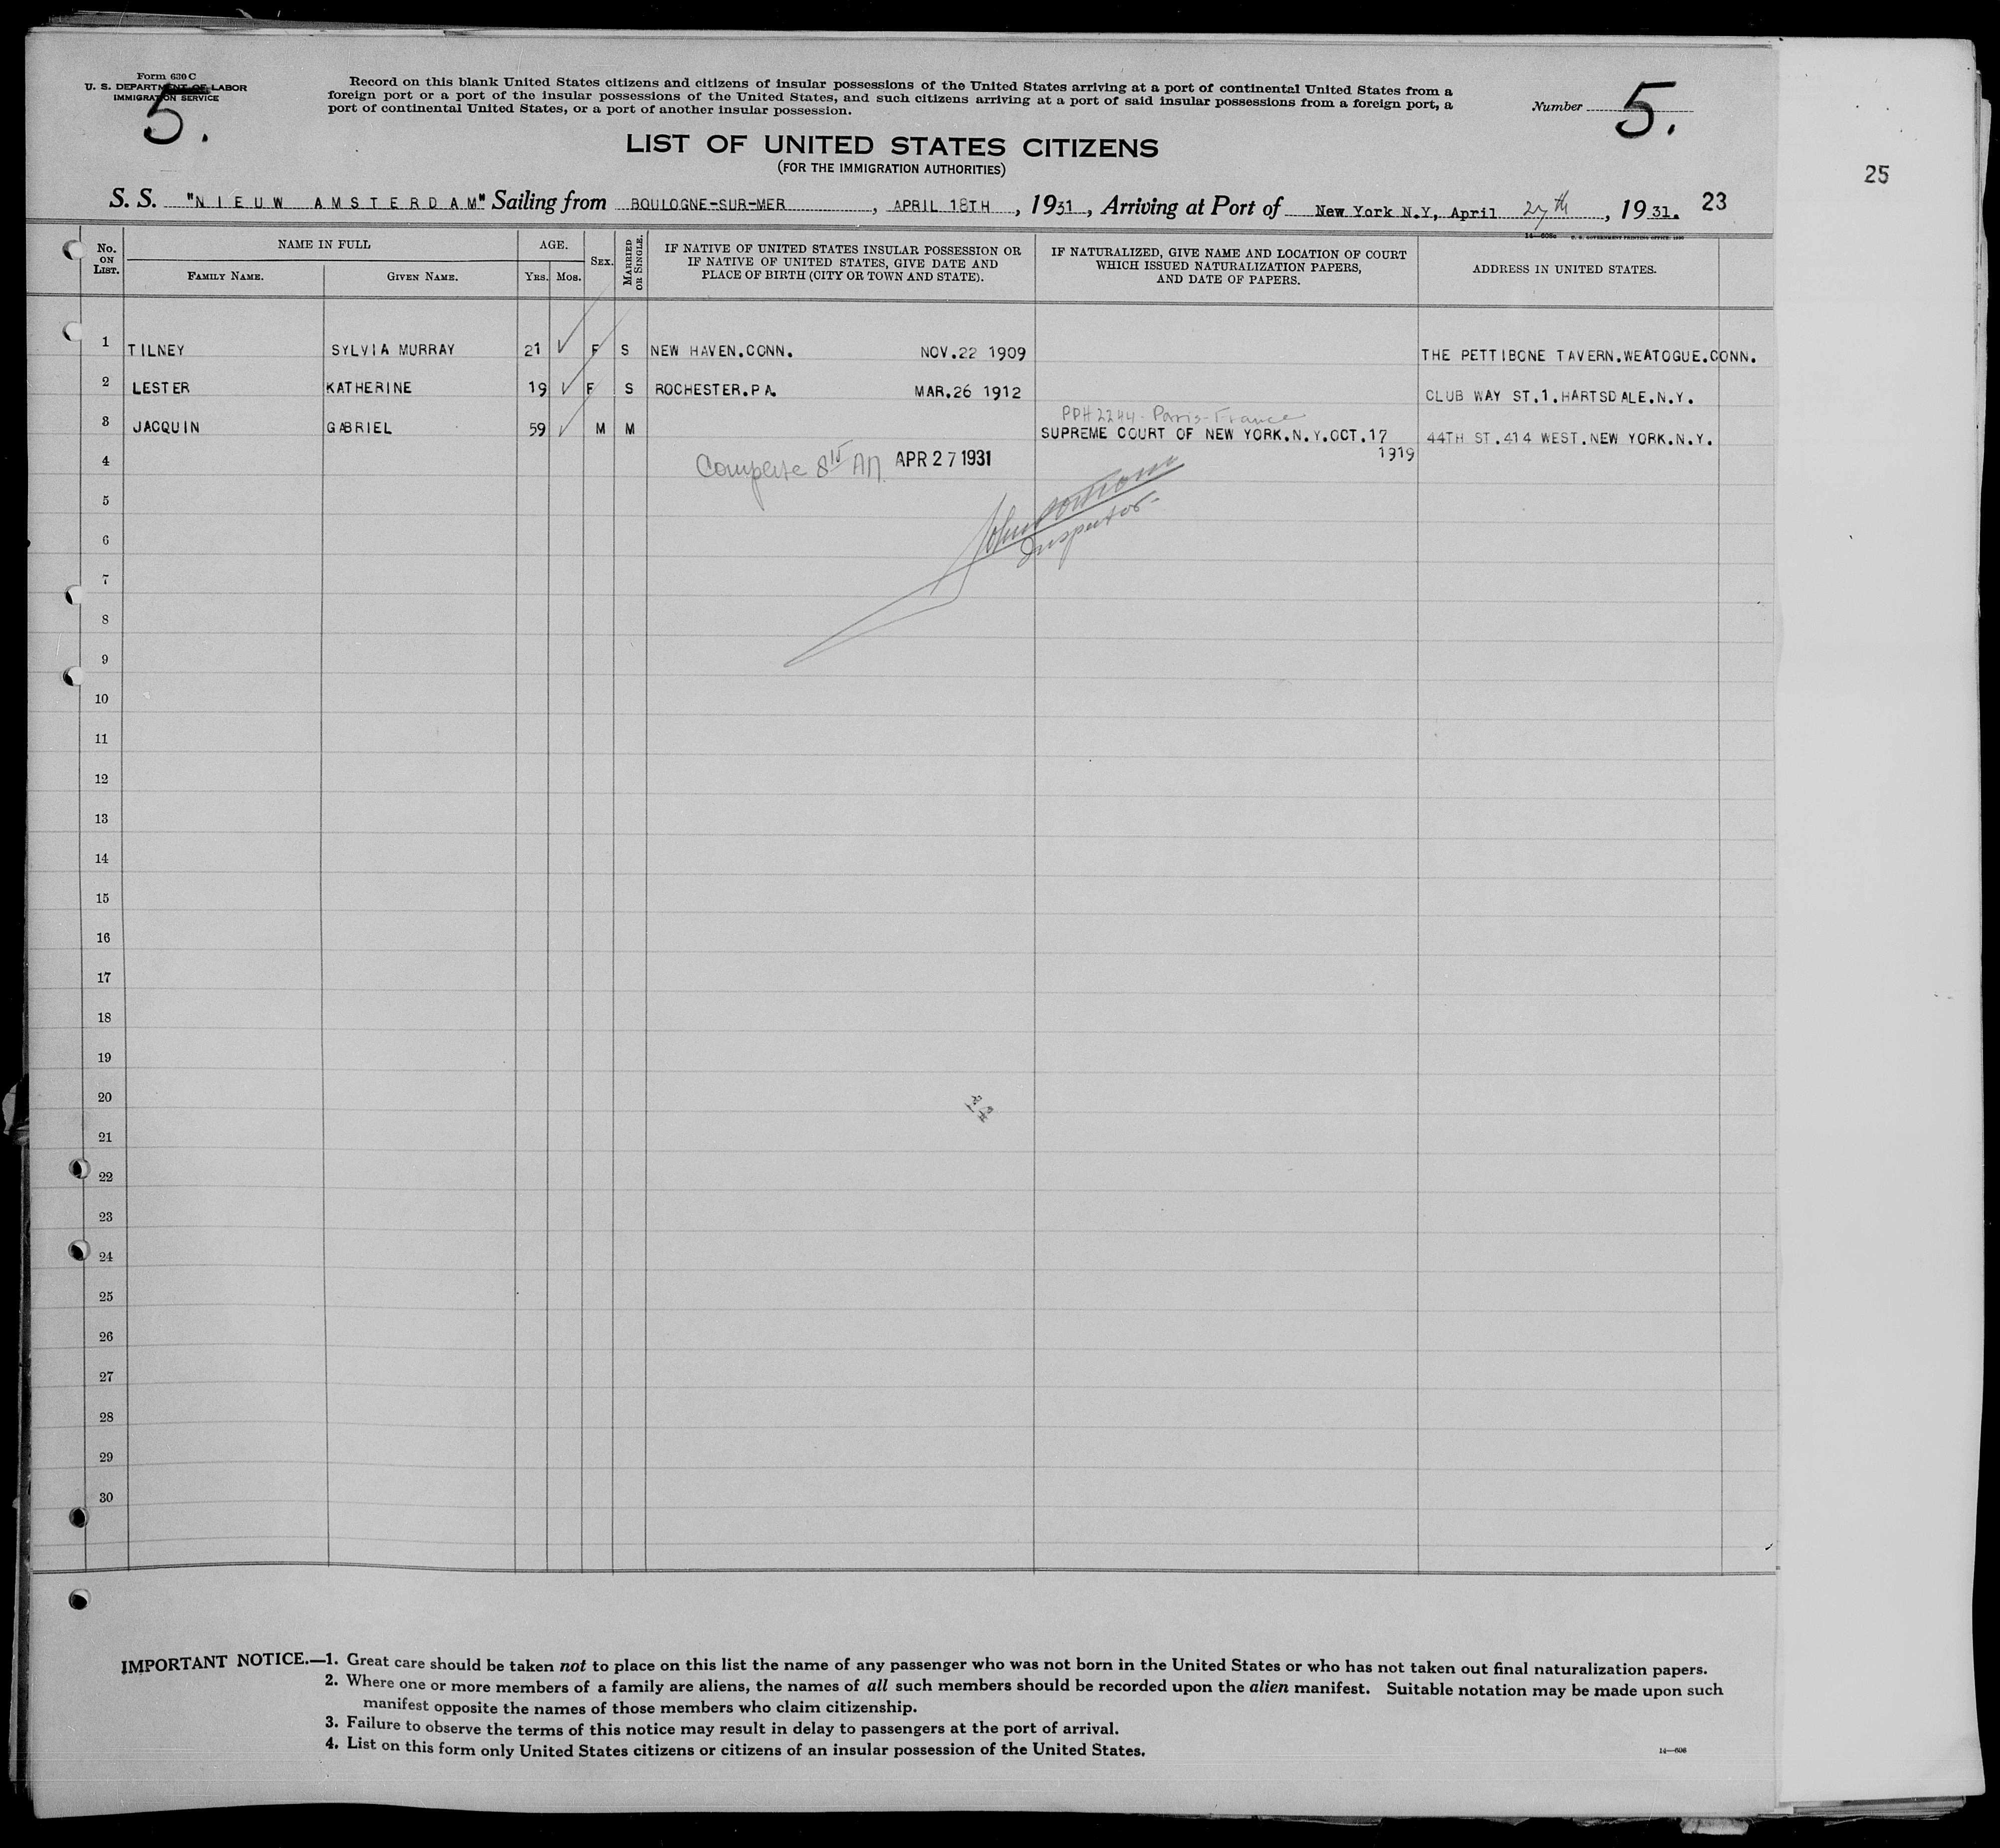 Form 630 C
U. S. DEPARTMENT OF LABOR
IMMIGRATION SERVICE
5.
Record on this blank United States citizens and citizens of insular possessions of the United States arriving at a port of continental United States from a
foreign port or a port of the insular possessions of the United States, and such citizens arriving at a port of said insular possessions from a foreign port, a
port of continental United States, or a port of another insular possession.
Number 5.
LIST OF UNITED STATES CITIZENS
(FOR THE IMMIGRATION AUTHORITIES)
25
S. S. "NIEUW AMSTERDAM" Sailing from BOULOGNE-SUR-MER, APRIL 18TH, 1931, Arriving at Port of New York N.Y, April 27th, 1931. 23
No. ON LIST.
NAME IN FULL
FAMILY NAME.
GIVEN NAME.
AGE.
YRS. MOS.
SEX.
MARRIED OR SINGLE.
IF NATIVE OF UNITED STATES INSULAR POSSESSION OR
IF NATIVE OF UNITED STATES, GIVE DATE AND
PLACE OF BIRTH (CITY OR TOWN AND STATE).
IF NATURALIZED, GIVE NAME AND LOCATION OF COURT
WHICH ISSUED NATURALIZATION PAPERS,
AND DATE OF PAPERS.
ADDRESS IN UNITED STATES.
1 TILNEY SYLVIA MURRAY 21 F S NEW HAVEN.CONN. NOV.22 1909 THE PETTIBONE TAVERN.WEATOGUE.CONN.
2 LESTER KATHERINE 19 F S ROCHESTER.PA. MAR.26 1912 CLUB WAY ST.1.HARTSDALE.N.Y.
PPH 2244 - Paris - France
3 JACQUIN GABRIEL 59 M M SUPREME COURT OF NEW YORK.N.Y.OCT.17 44TH ST.414 WEST.NEW YORK.N.Y.
1919
4 Complete APR 27 1931
5
Inspector
6
7
8
9
10
11
12
13
14
15
16
17
18
19
20
21
22
23
24
25
26
27
28
29
30
IMPORTANT NOTICE.—1. Great care should be taken not to place on this list the name of any passenger who was not born in the United States or who has not taken out final naturalization papers.
2. Where one or more members of a family are aliens, the names of all such members should be recorded upon the alien manifest. Suitable notation may be made upon such
manifest opposite the names of those members who claim citizenship.
3. Failure to observe the terms of this notice may result in delay to passengers at the port of arrival.
4. List on this form only United States citizens or citizens of an insular possession of the United States.
14—606